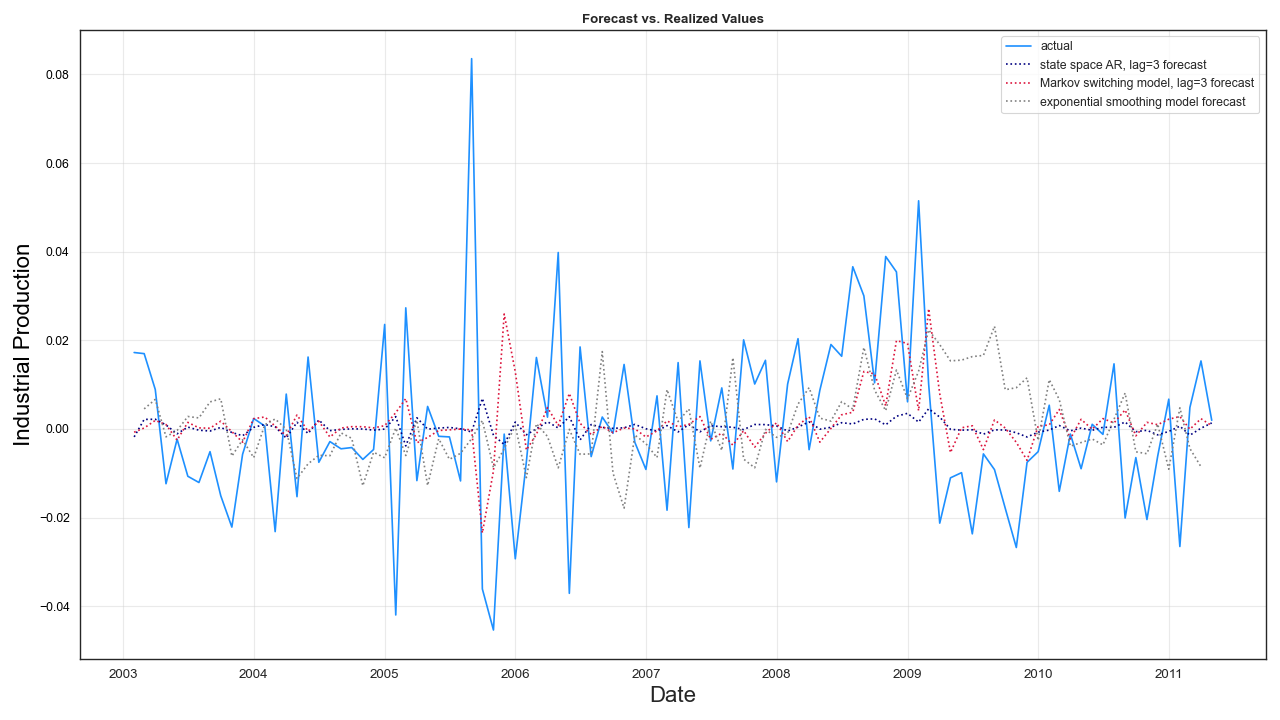 Forecast vs. Realized Values
actual
state space AR, lag=3 forecast
Markov switching model, lag=3 forecast
exponential smoothing model forecast
Industrial Production
0.08
0.06
0.04
0.02
0.00
−0.02
−0.04
2003 2004 2005 2006 2007 2008 2009 2010 2011
Date